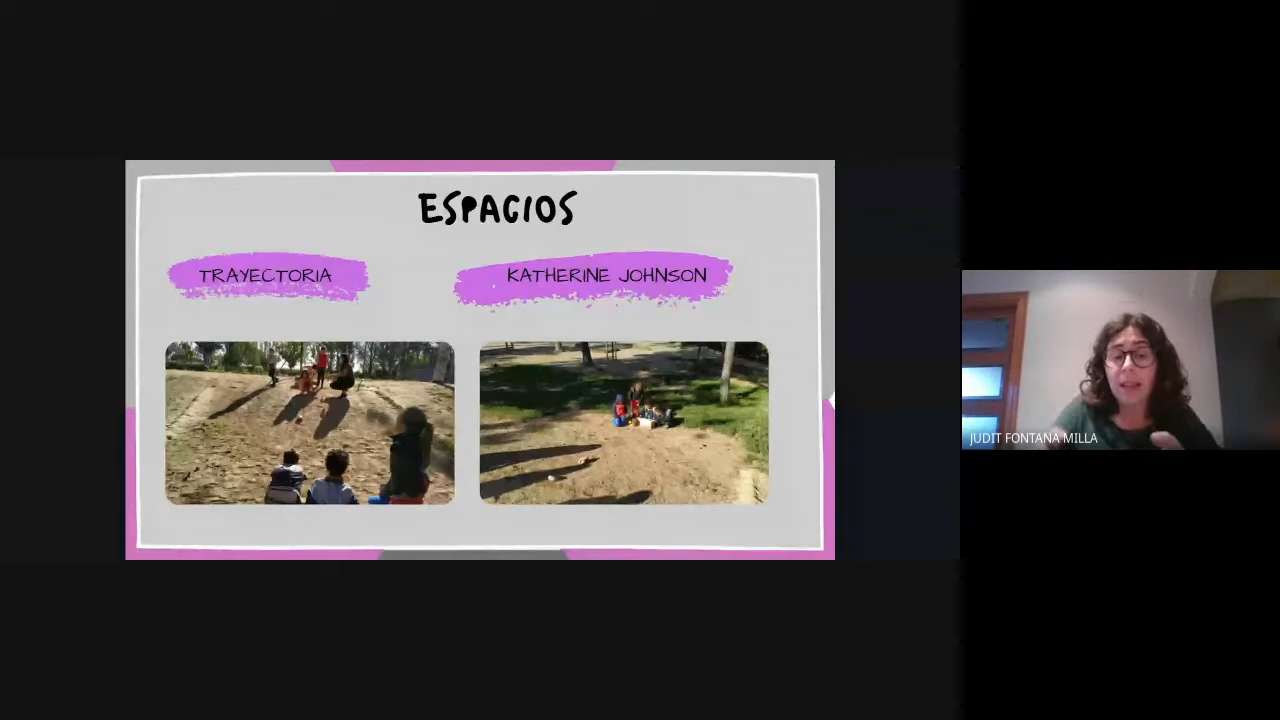 ESPACIOS
TRAYECTORIA
KATHERINE JOHNSON
JUDIT FONTANA MILLA